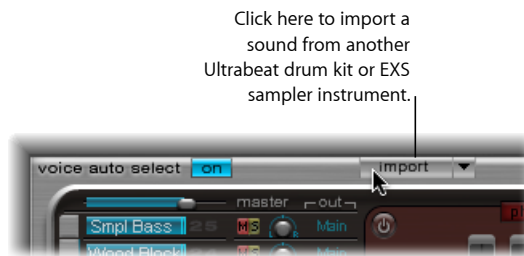 Click here to import a
sound from another
Ultrabeat drum kit or EXS
sampler instrument.
voice auto select on import
master out
Smpl Bass 25 M S R Main
Wood Block